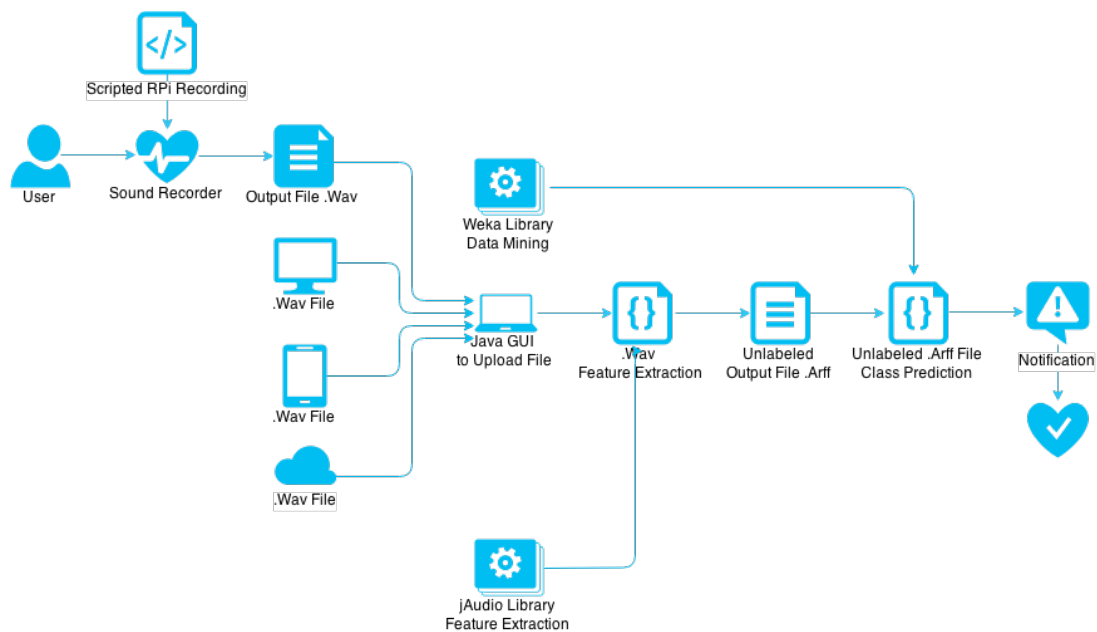 </>
Scripted RPi Recording
User
Sound Recorder
Output File .Wav
.Wav File
.Wav File
.Wav File
Weka Library
Data Mining
Java GUI
to Upload File
{}
.Wav
Feature Extraction
Unlabeled
Output File .Arff
{}
Unlabeled .Arff File
Class Prediction
!
Notification
jAudio Library
Feature Extraction